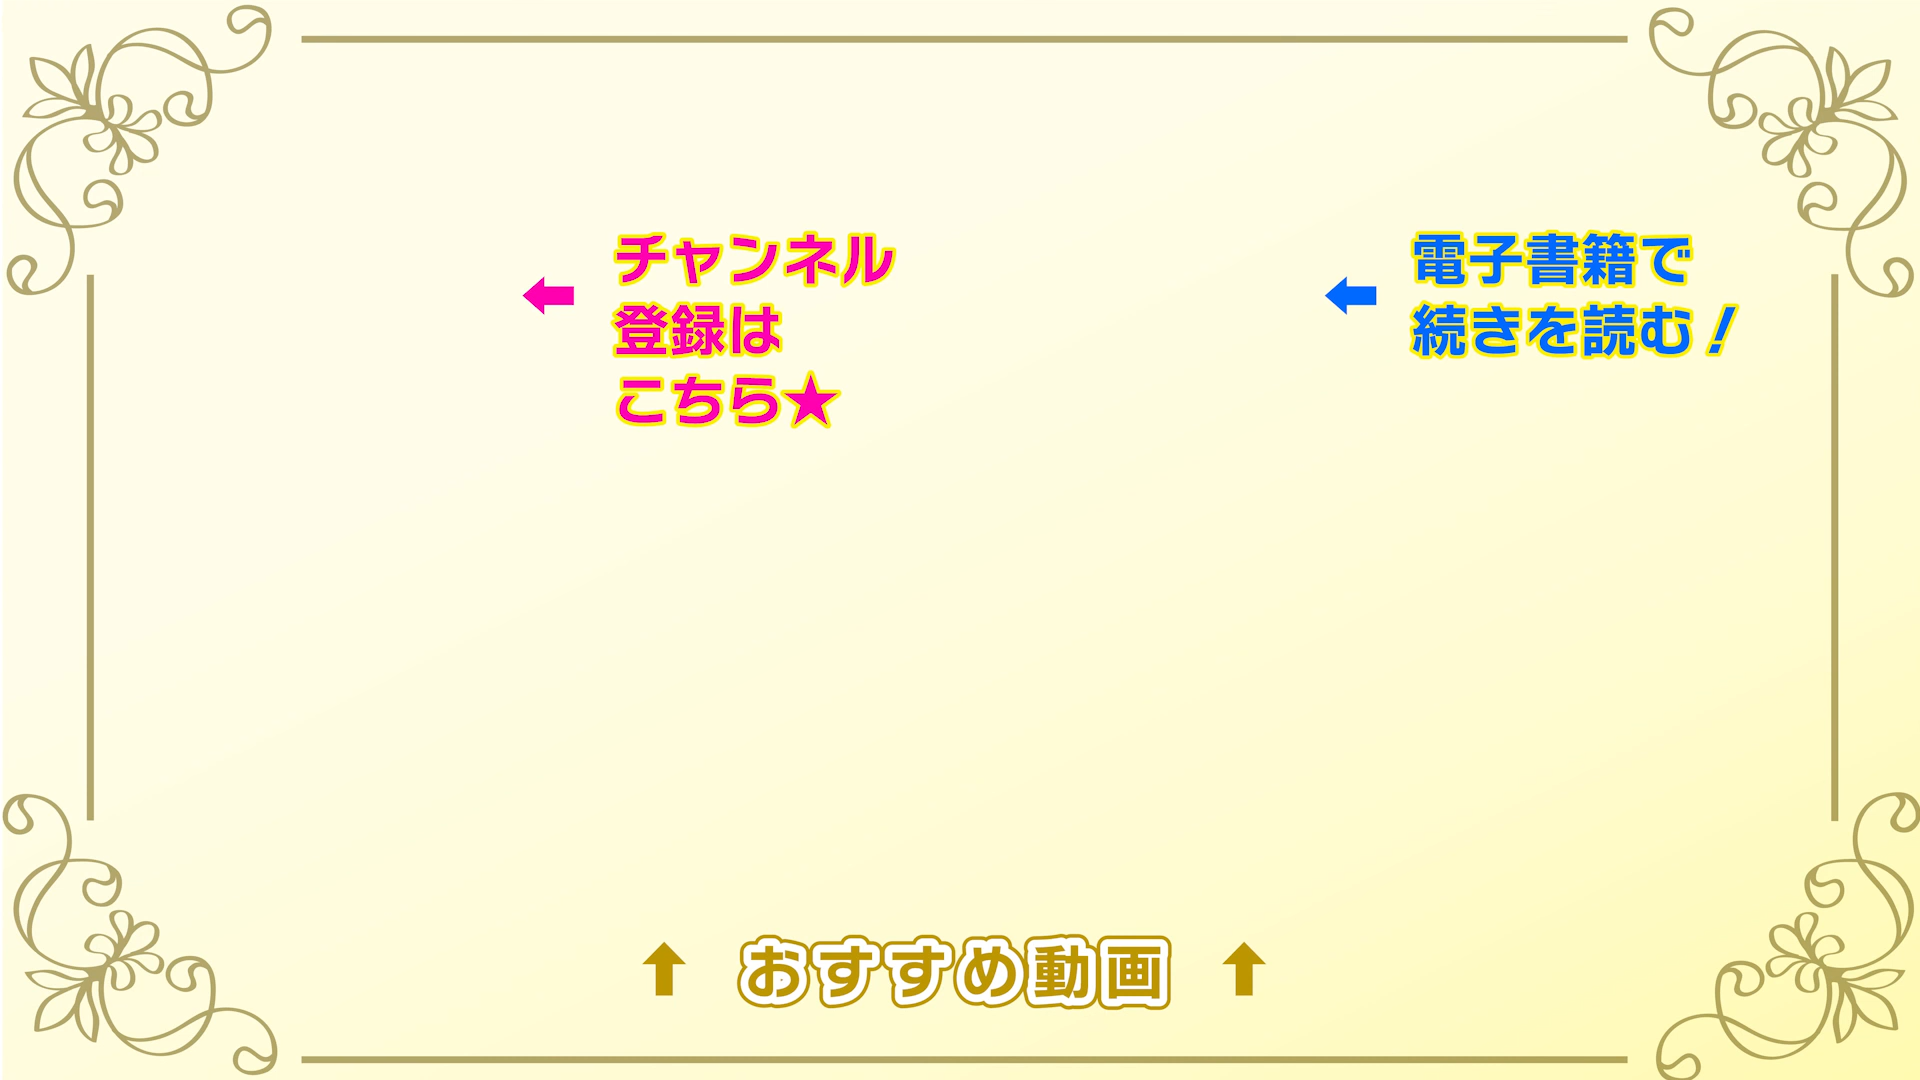 チャンネル
登録は
こちら★
電子書籍で
続きを読む！
おすすめ動画